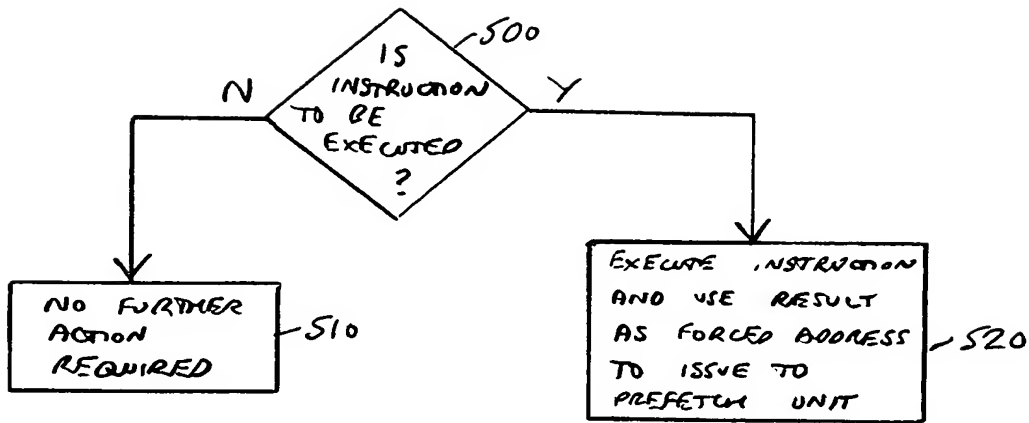 500
IS
INSTRUCTION
TO BE
EXECUTED
?
N
Y
NO FURTHER
ACTION
REQUIRED
510
EXECUTE INSTRUCTION
AND USE RESULT
AS FORCED ADDRESS
TO ISSUE TO
PREFETCH UNIT
520